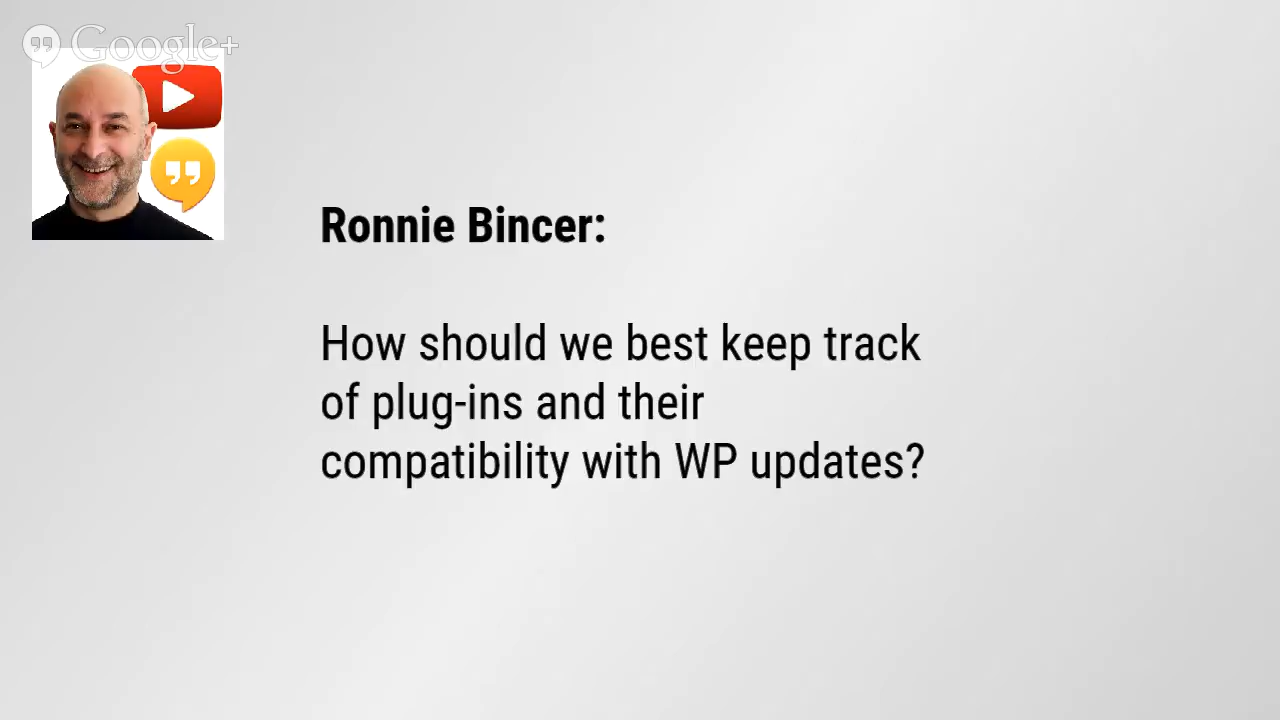 Google+
Ronnie Bincer:
How should we best keep track
of plug-ins and their
compatibility with WP updates?